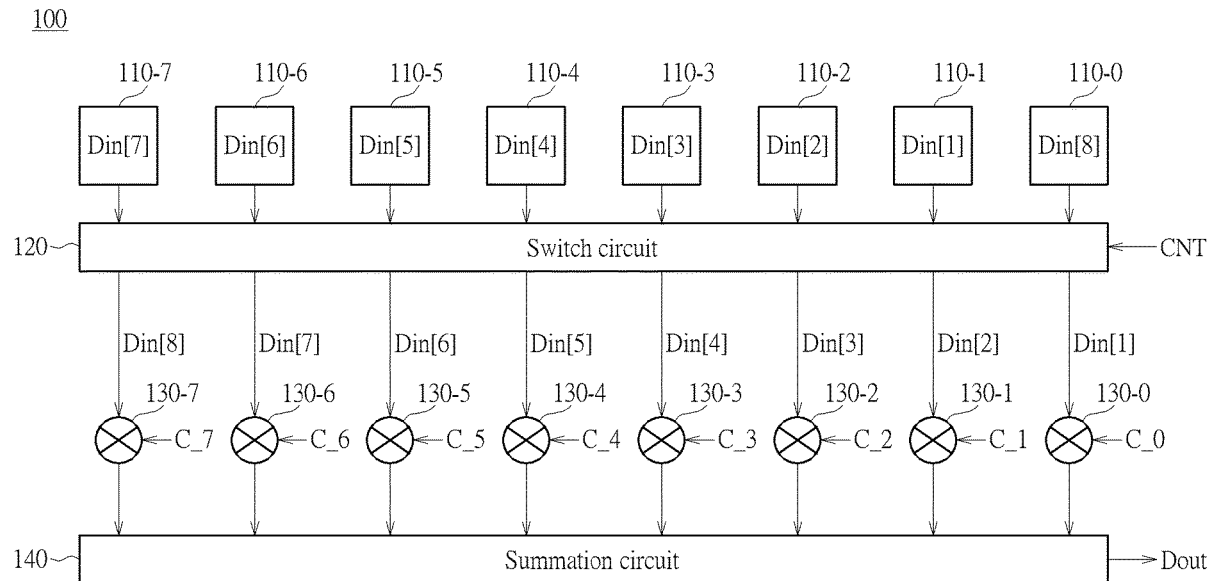 100
110-7 110-6 110-5 110-4 110-3 110-2 110-1 110-0
Din[7] Din[6] Din[5] Din[4] Din[3] Din[2] Din[1] Din[8]
120 Switch circuit CNT
Din[8] Din[7] Din[6] Din[5] Din[4] Din[3] Din[2] Din[1]
130-7 130-6 130-5 130-4 130-3 130-2 130-1 130-0
C_7 C_6 C_5 C_4 C_3 C_2 C_1 C_0
140 Summation circuit Dout